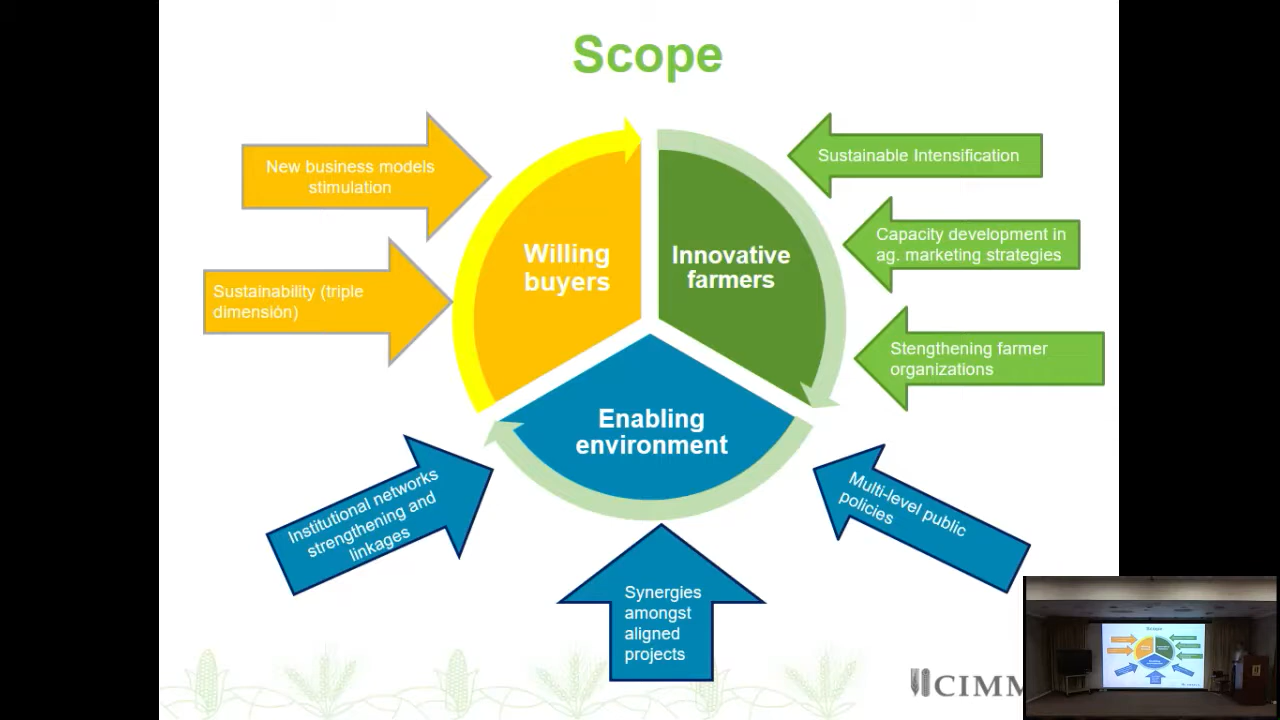 Scope
New business models
stimulation
Sustainability (triple
dimensión)
Willing
buyers
Innovative
farmers
Enabling
environment
Sustainable Intensification
Capacity development in
ag. marketing strategies
Stengthening farmer
organizations
Institutional networks
strengthening and
linkages
Synergies
amongst
aligned
projects
Multi-level public
policies
CIMM